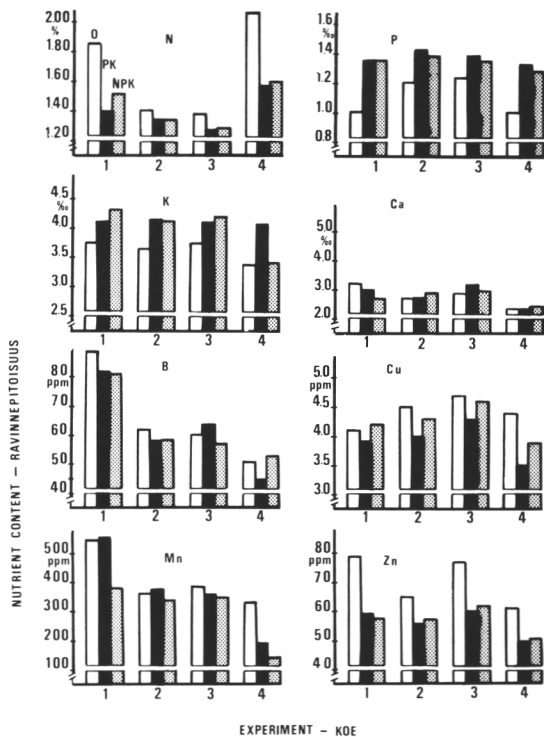 N
2.00
%
1.80
1.60
1.40
1.20
O
PK
NPK
1 2 3 4
P
1.6
‰
1.4
1.2
1.0
0.8
1 2 3 4
K
4.5
‰
4.0
3.5
3.0
2.5
1 2 3 4
Ca
5.0
‰
4.0
3.0
2.0
1 2 3 4
B
80
ppm
70
60
50
40
1 2 3 4
Cu
5.0
ppm
4.5
4.0
3.5
3.0
1 2 3 4
Mn
500
ppm
400
300
200
100
1 2 3 4
Zn
80
ppm
70
60
50
40
1 2 3 4
NUTRIENT CONTENT – RAVINNEPITOISUUS
EXPERIMENT – KOE